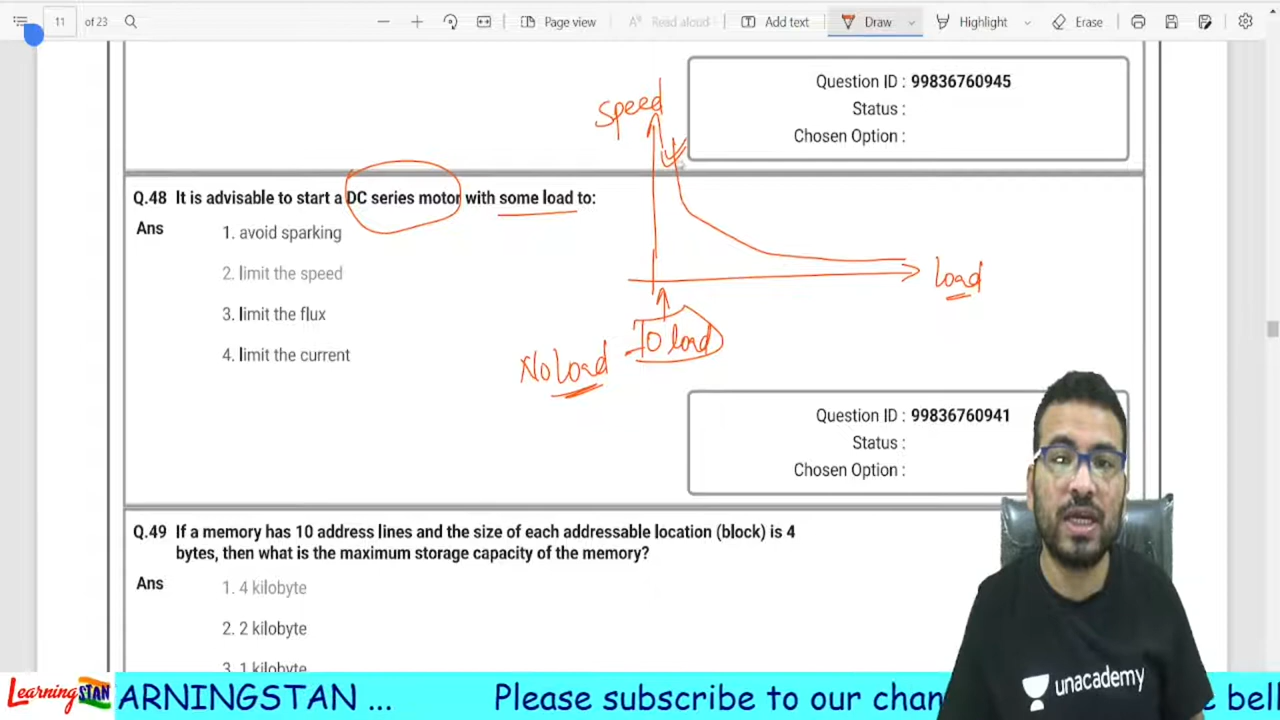 11 of 23 Page view Read aloud Add text Draw Highlight Erase
Question ID : 99836760945
Status :
Chosen Option :
Speed
Q.48 It is advisable to start a DC series motor with some load to:
Ans
1. avoid sparking
2. limit the speed
3. limit the flux
4. limit the current
load
No load
load
Question ID : 99836760941
Status :
Chosen Option :
Q.49 If a memory has 10 address lines and the size of each addressable location (block) is 4
bytes, then what is the maximum storage capacity of the memory?
Ans
1. 4 kilobyte
2. 2 kilobyte
3. 1 kilobyte
unacademy
LearningSTAN
ARNINGSTAN ... Please subscribe to our chan e bell